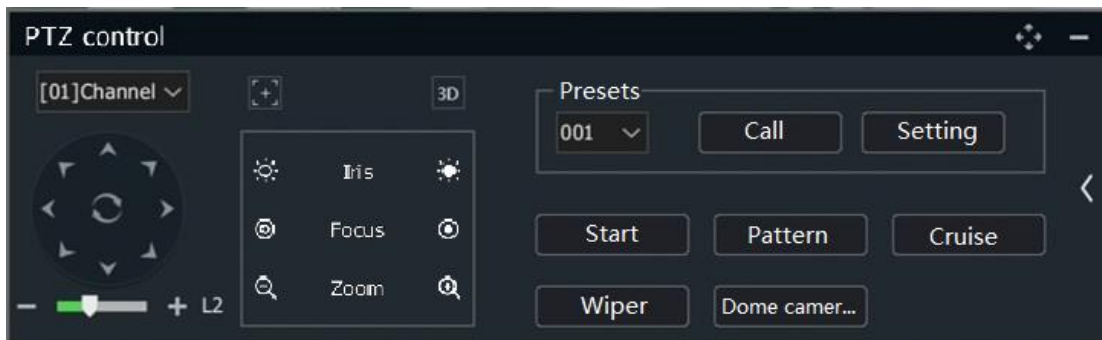 PTZ control
[01]Channel
3D
Presets
001
Call
Setting
Iris
Focus
Zoom
Start
Pattern
Cruise
L2
Wiper
Dome camer...